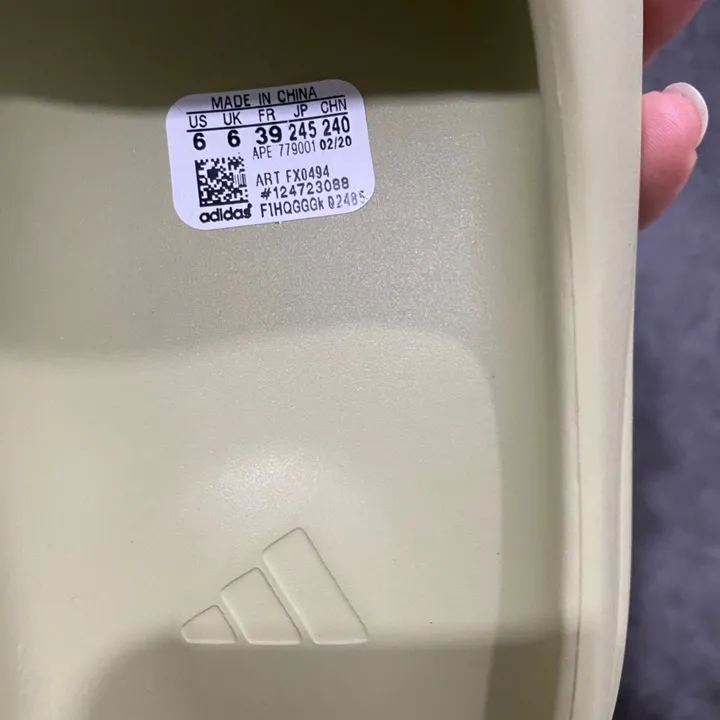 MADE IN CHINA
US UK FR JP CHN
6 6 39 245 240
APE 779001 02/20
ART FX0494
#124723088
F1HQGGGK 02485
adidas